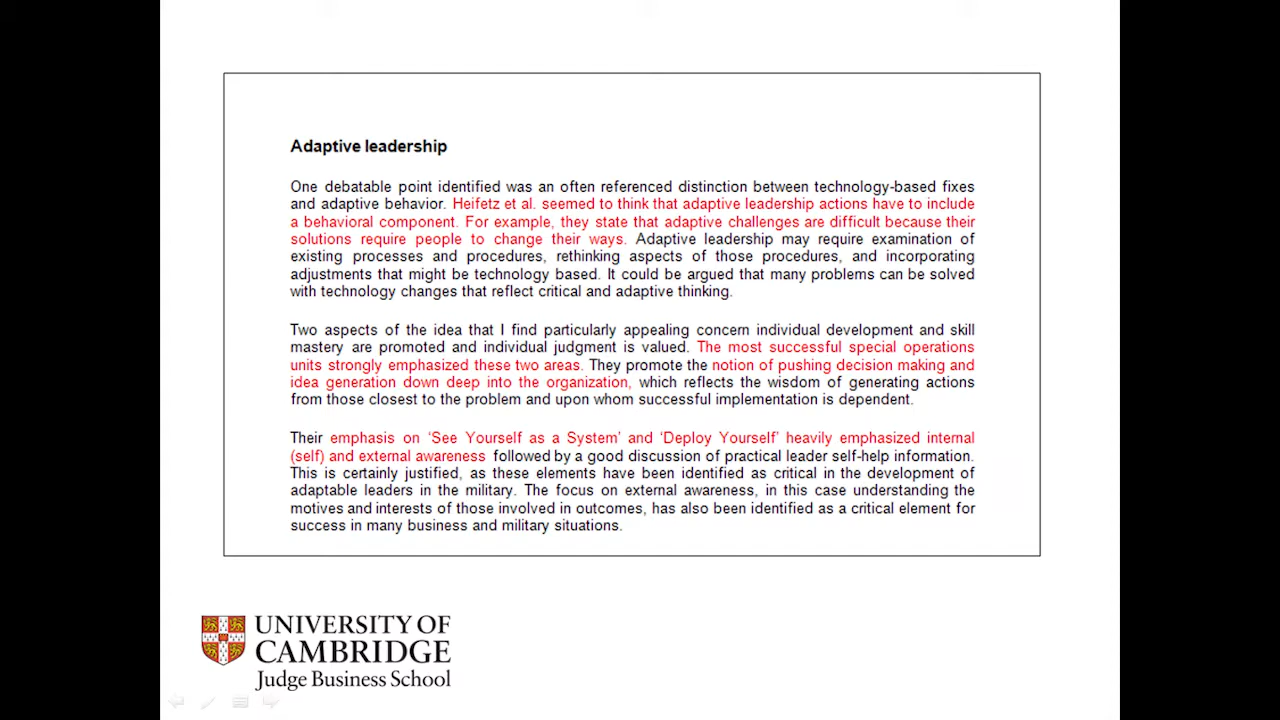 Adaptive leadership
One debatable point identified was an often referenced distinction between technology-based fixes
and adaptive behavior. Heifetz et al. seemed to think that adaptive leadership actions have to include
a behavioral component. For example, they state that adaptive challenges are difficult because their
solutions require people to change their ways. Adaptive leadership may require examination of
existing processes and procedures, rethinking aspects of those procedures, and incorporating
adjustments that might be technology based. It could be argued that many problems can be solved
with technology changes that reflect critical and adaptive thinking.
Two aspects of the idea that I find particularly appealing concern individual development and skill
mastery are promoted and individual judgment is valued. The most successful special operations
units strongly emphasized these two areas. They promote the notion of pushing decision making and
idea generation down deep into the organization, which reflects the wisdom of generating actions
from those closest to the problem and upon whom successful implementation is dependent.
Their emphasis on ‘See Yourself as a System’ and ‘Deploy Yourself’ heavily emphasized internal
(self) and external awareness followed by a good discussion of practical leader self-help information.
This is certainly justified, as these elements have been identified as critical in the development of
adaptable leaders in the military. The focus on external awareness, in this case understanding the
motives and interests of those involved in outcomes, has also been identified as a critical element for
success in many business and military situations.
UNIVERSITY OF
CAMBRIDGE
Judge Business School